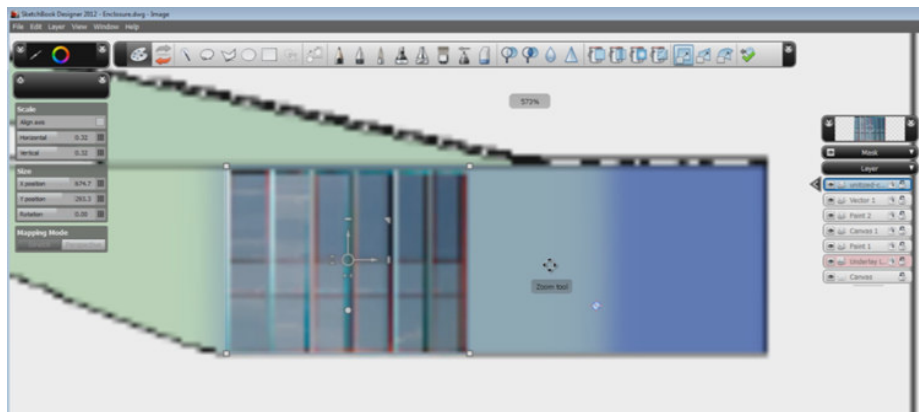 SketchBook Designer 2012 - Enclosure.dwg - Image
File Edit Layer View Window Help
573%
Scale
Align axis
Horizontal 0.32
Vertical 0.32
Size
X position 674.7
Y position 293.3
Rotation 0.00
Mapping Mode
Perspective
Zoom tool
Mask
Layer
Vector 1
Paint 2
Canvas 1
Paint 1
Underlay
Canvas